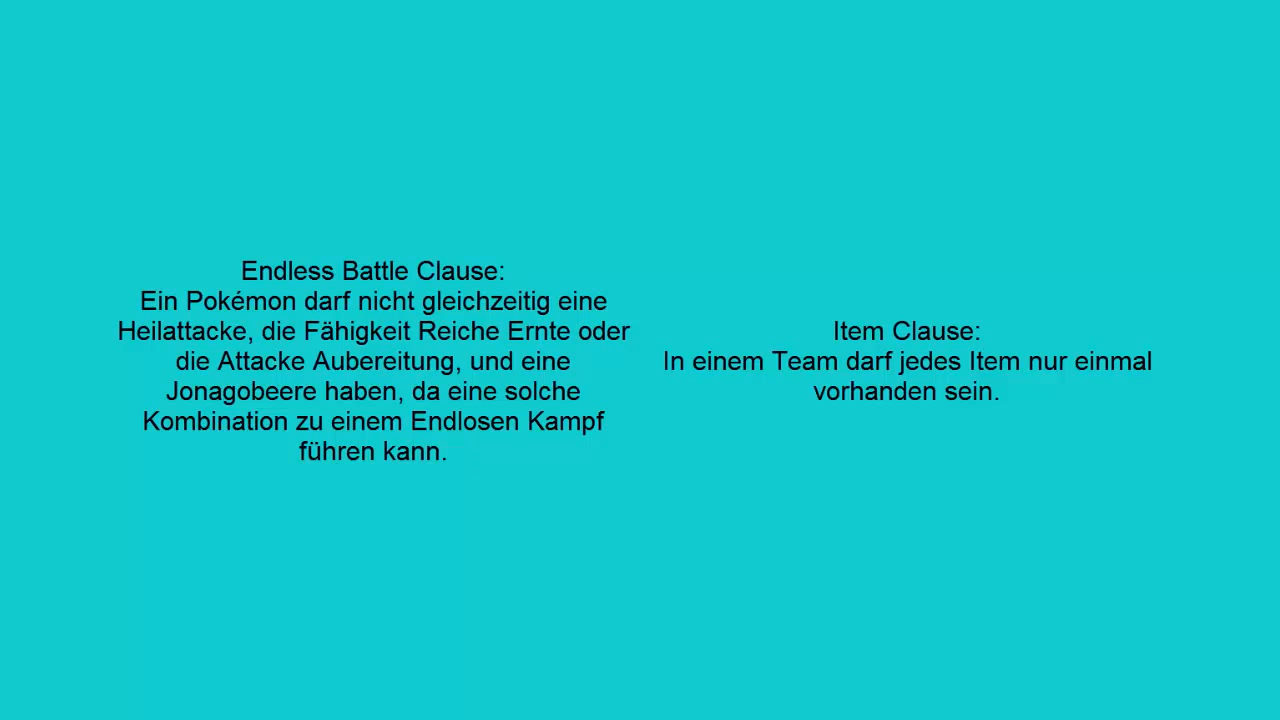 Endless Battle Clause:
Ein Pokémon darf nicht gleichzeitig eine
Heilattacke, die Fähigkeit Reiche Ernte oder
die Attacke Aubereitung, und eine
Jonagobeere haben, da eine solche
Kombination zu einem Endlosen Kampf
führen kann.
Item Clause:
In einem Team darf jedes Item nur einmal
vorhanden sein.